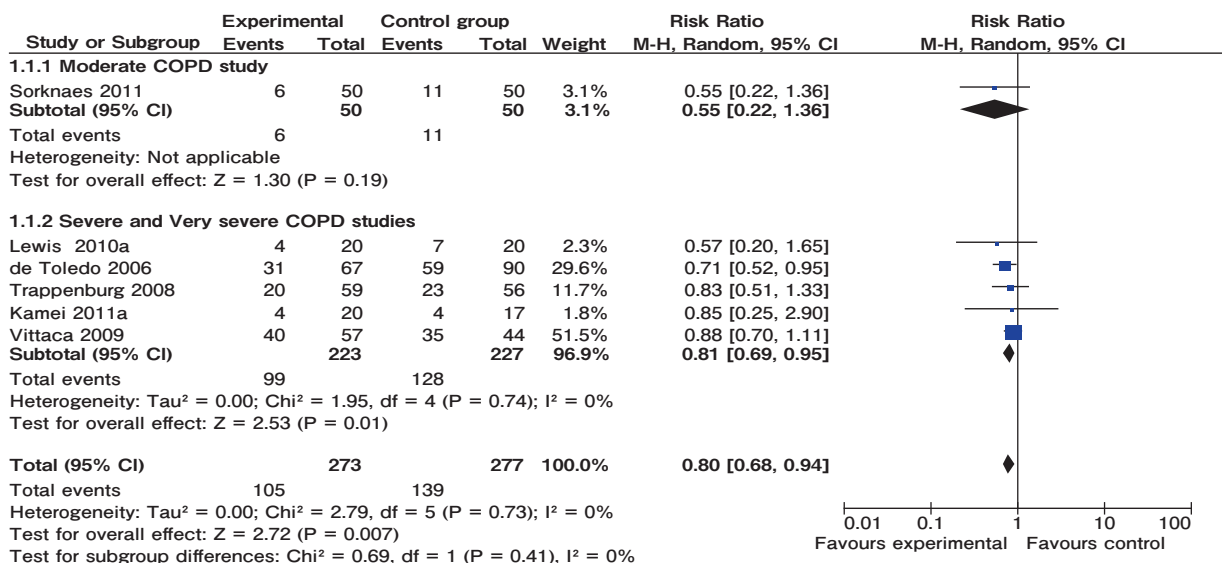 Experimental Control group Risk Ratio Risk Ratio
Study or Subgroup Events Total Events Total Weight M-H, Random, 95% CI M-H, Random, 95% CI
1.1.1 Moderate COPD study
Sorknaes 2011 6 50 11 50 3.1% 0.55 [0.22, 1.36]
Subtotal (95% CI) 50 50 3.1% 0.55 [0.22, 1.36]
Total events 6 11
Heterogeneity: Not applicable
Test for overall effect: Z = 1.30 (P = 0.19)
1.1.2 Severe and Very severe COPD studies
Lewis 2010a 4 20 7 20 2.3% 0.57 [0.20, 1.65]
de Toledo 2006 31 67 59 90 29.6% 0.71 [0.52, 0.95]
Trappenburg 2008 20 59 23 56 11.7% 0.83 [0.51, 1.33]
Kamei 2011a 4 20 4 17 1.8% 0.85 [0.25, 2.90]
Vittaca 2009 40 57 35 44 51.5% 0.88 [0.70, 1.11]
Subtotal (95% CI) 223 227 96.9% 0.81 [0.69, 0.95]
Total events 99 128
Heterogeneity: Tau² = 0.00; Chi² = 1.95, df = 4 (P = 0.74); I² = 0%
Test for overall effect: Z = 2.53 (P = 0.01)
Total (95% CI) 273 277 100.0% 0.80 [0.68, 0.94]
Total events 105 139
Heterogeneity: Tau² = 0.00; Chi² = 2.79, df = 5 (P = 0.73); I² = 0%
Test for overall effect: Z = 2.72 (P = 0.007)
Test for subgroup differences: Chi² = 0.69, df = 1 (P = 0.41), I² = 0%
0.01 0.1 1 10 100
Favours experimental Favours control